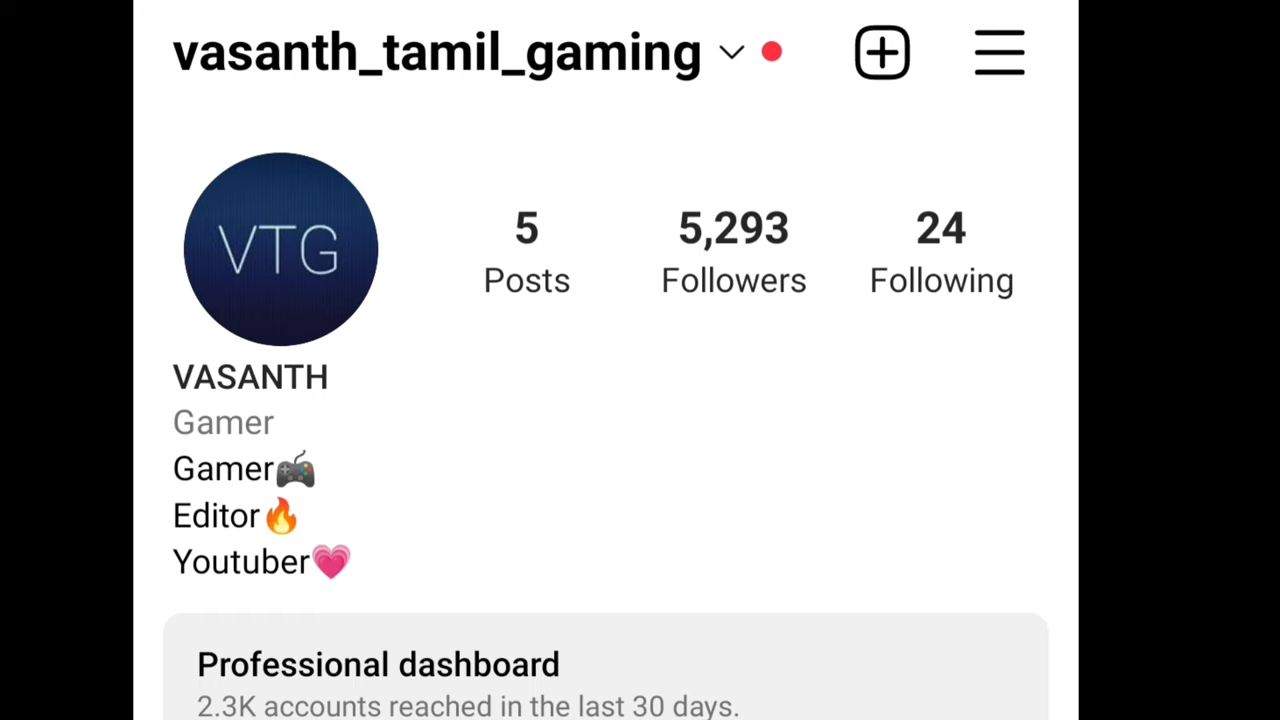 vasanth_tamil_gaming
VTG
5 5,293 24
Posts Followers Following
VASANTH
Gamer
Gamer🎮
Editor🔥
Youtuber💗
Professional dashboard
2.3K accounts reached in the last 30 days.